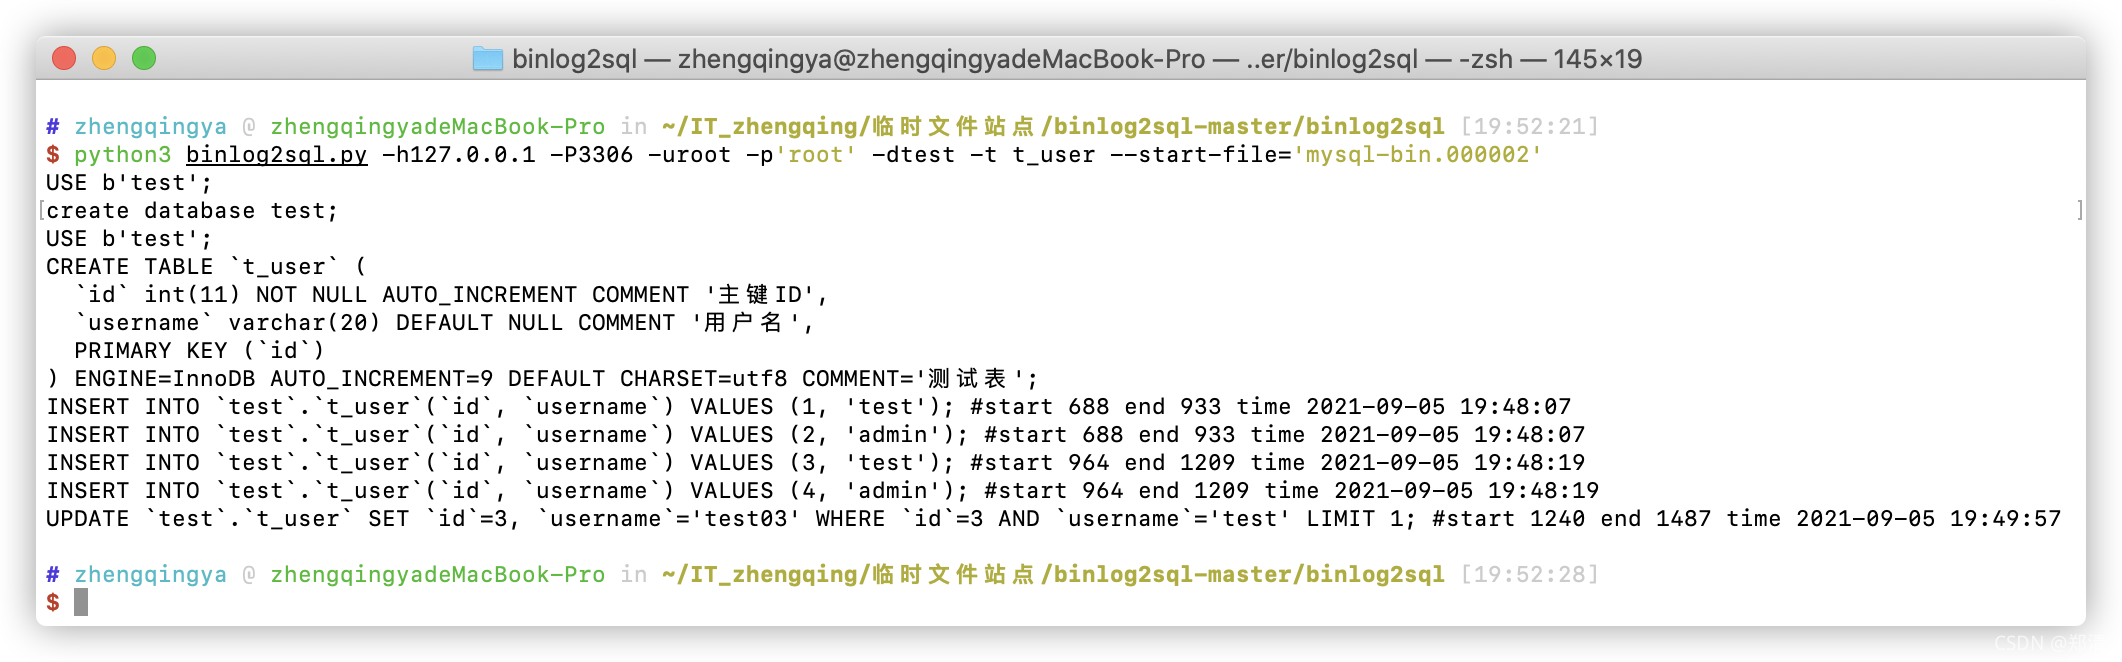 binlog2sql — zhengqingya@zhengqingyadeMacBook-Pro — ..er/binlog2sql — -zsh — 145×19
# zhengqingya @ zhengqingyadeMacBook-Pro in ~/IT_zhengqing/临时文件站点/binlog2sql-master/binlog2sql [19:52:21]
$ python3 binlog2sql.py -h127.0.0.1 -P3306 -uroot -p'root' -dtest -t t_user --start-file='mysql-bin.000002'
USE b'test';
[create database test; ]
USE b'test';
CREATE TABLE `t_user` (
  `id` int(11) NOT NULL AUTO_INCREMENT COMMENT '主键ID',
  `username` varchar(20) DEFAULT NULL COMMENT '用户名',
  PRIMARY KEY (`id`)
) ENGINE=InnoDB AUTO_INCREMENT=9 DEFAULT CHARSET=utf8 COMMENT='测试表';
INSERT INTO `test`.`t_user`(`id`, `username`) VALUES (1, 'test'); #start 688 end 933 time 2021-09-05 19:48:07
INSERT INTO `test`.`t_user`(`id`, `username`) VALUES (2, 'admin'); #start 688 end 933 time 2021-09-05 19:48:07
INSERT INTO `test`.`t_user`(`id`, `username`) VALUES (3, 'test'); #start 964 end 1209 time 2021-09-05 19:48:19
INSERT INTO `test`.`t_user`(`id`, `username`) VALUES (4, 'admin'); #start 964 end 1209 time 2021-09-05 19:48:19
UPDATE `test`.`t_user` SET `id`=3, `username`='test03' WHERE `id`=3 AND `username`='test' LIMIT 1; #start 1240 end 1487 time 2021-09-05 19:49:57
# zhengqingya @ zhengqingyadeMacBook-Pro in ~/IT_zhengqing/临时文件站点/binlog2sql-master/binlog2sql [19:52:28]
$
CSDN